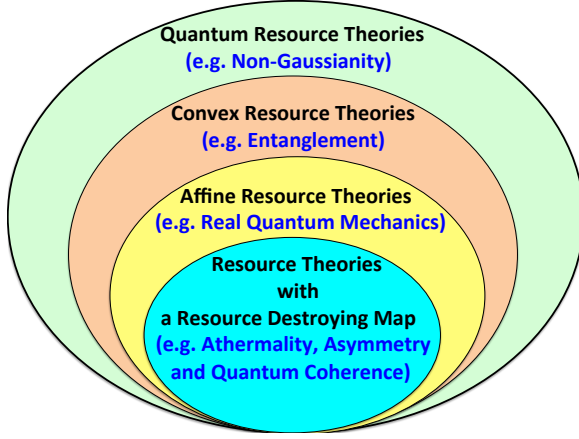 Quantum Resource Theories
(e.g. Non-Gaussianity)
Convex Resource Theories
(e.g. Entanglement)
Affine Resource Theories
(e.g. Real Quantum Mechanics)
Resource Theories
with
a Resource Destroying Map
(e.g. Athermality, Asymmetry
and Quantum Coherence)